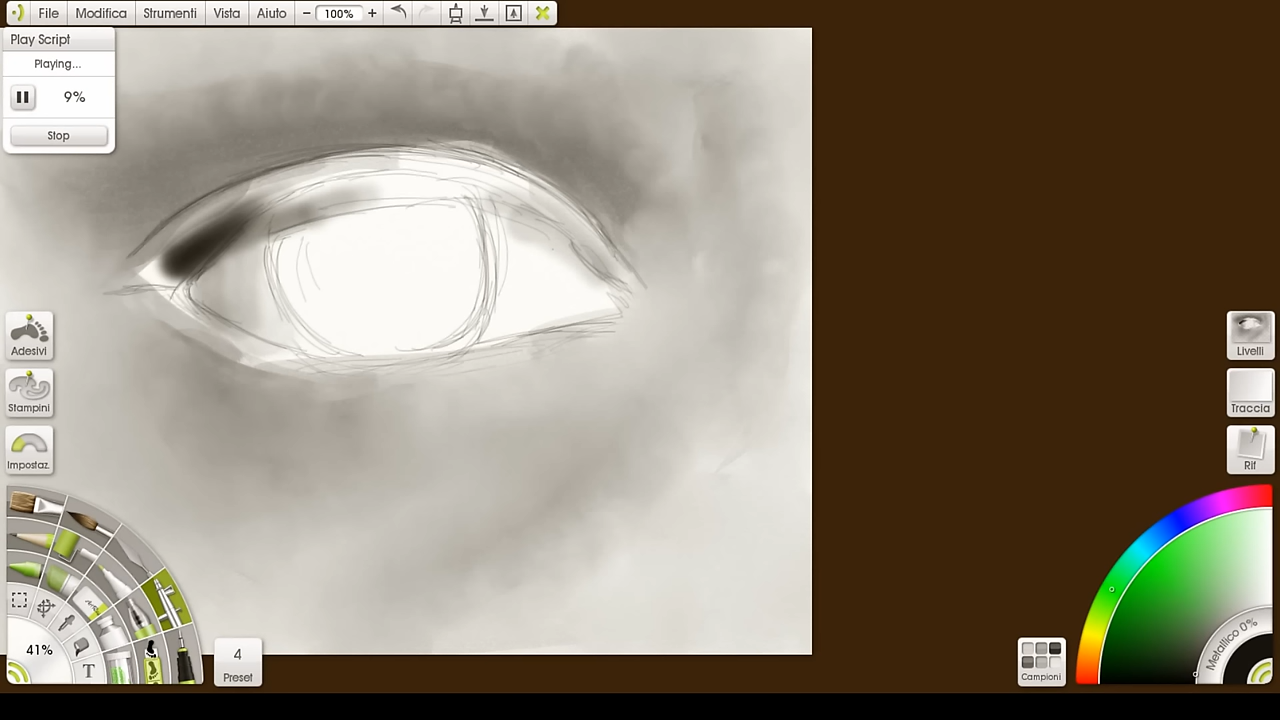 File Modifica Strumenti Vista Aiuto − 100% +
Play Script
Playing...
9%
Stop
Adesivi
Stampini
Impostaz.
Livelli
Traccia
Rif
41%
T
4
Preset
Campioni
Metallico 0%